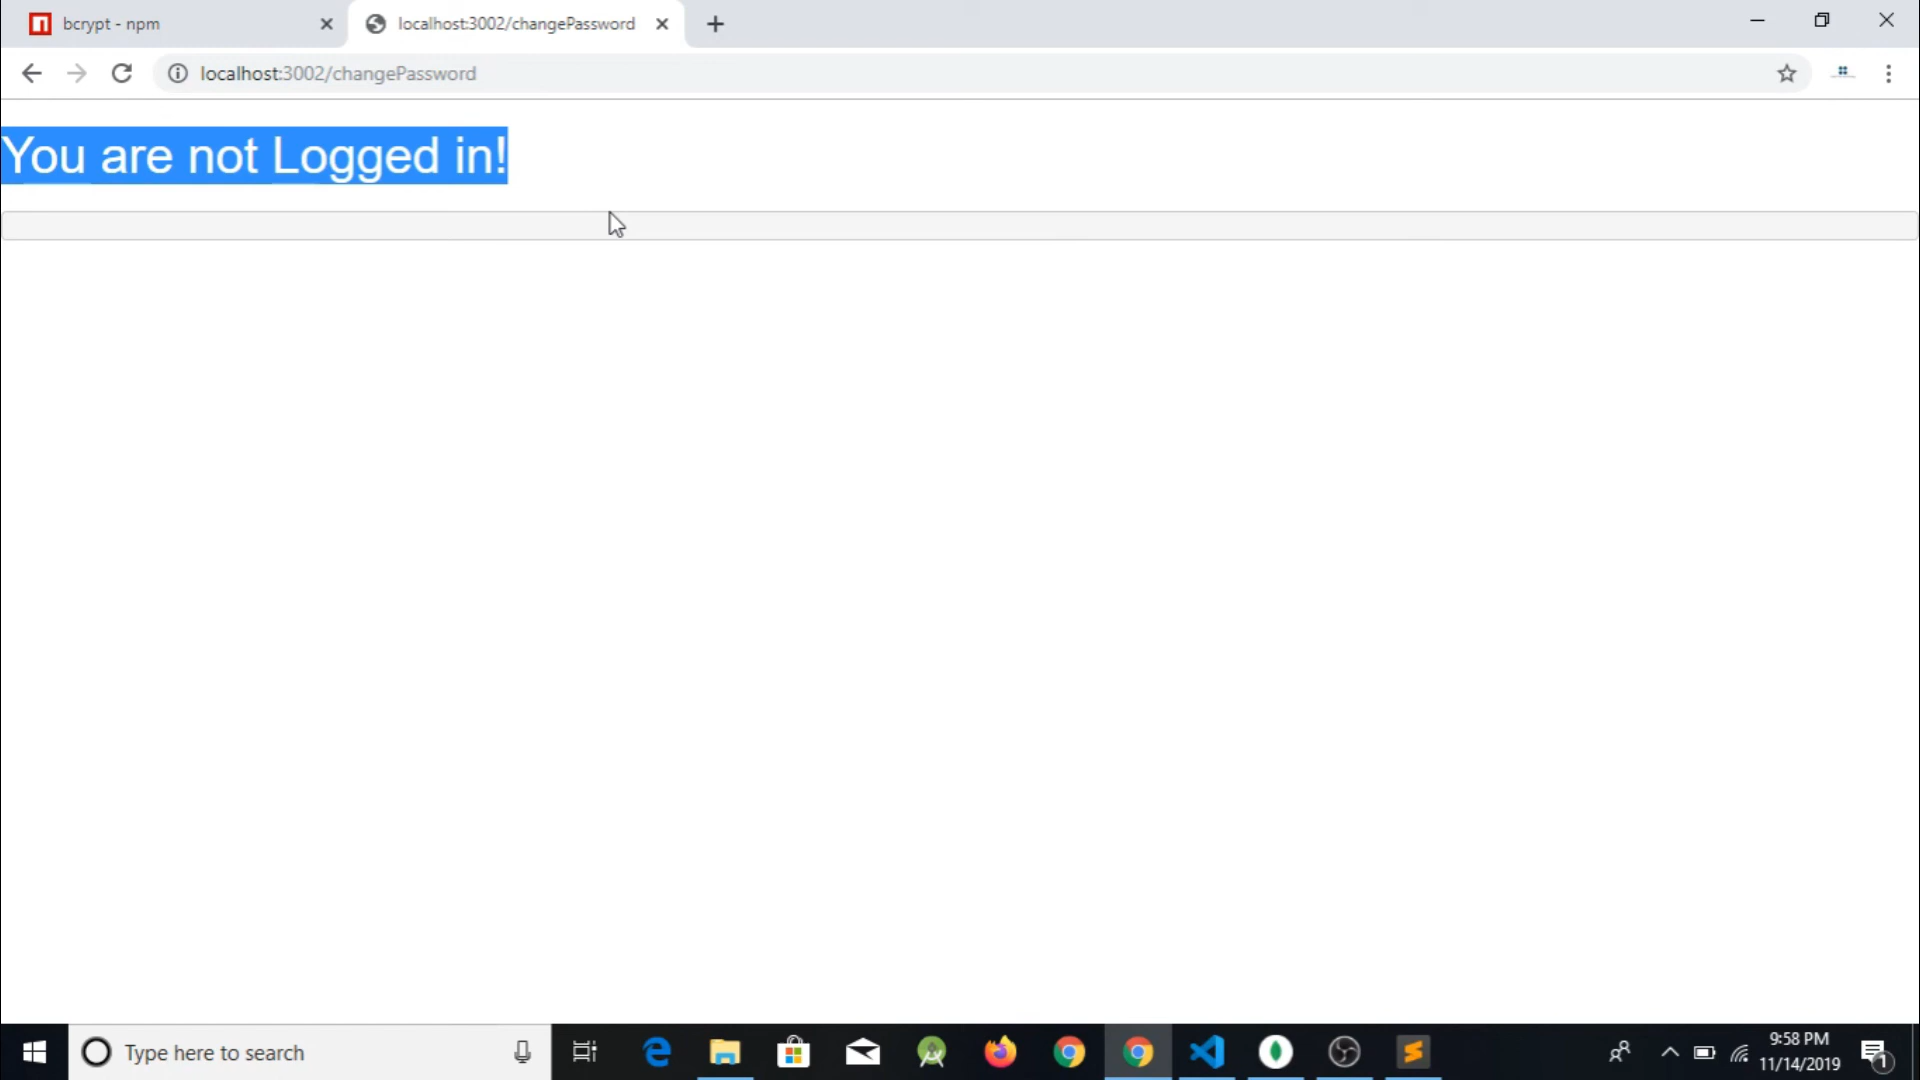 bcrypt - npm
localhost:3002/changePassword
localhost:3002/changePassword
You are not Logged in!
Type here to search
9:58 PM
11/14/2019
1